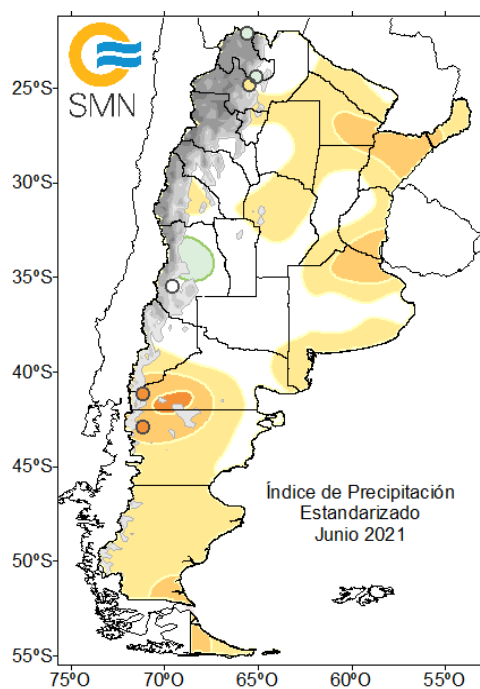 SMN
25ºS
30ºS
35ºS
40ºS
45ºS
50ºS
55ºS
Índice de Precipitación
Estandarizado
Junio 2021
75ºO 70ºO 65ºO 60ºO 55ºO